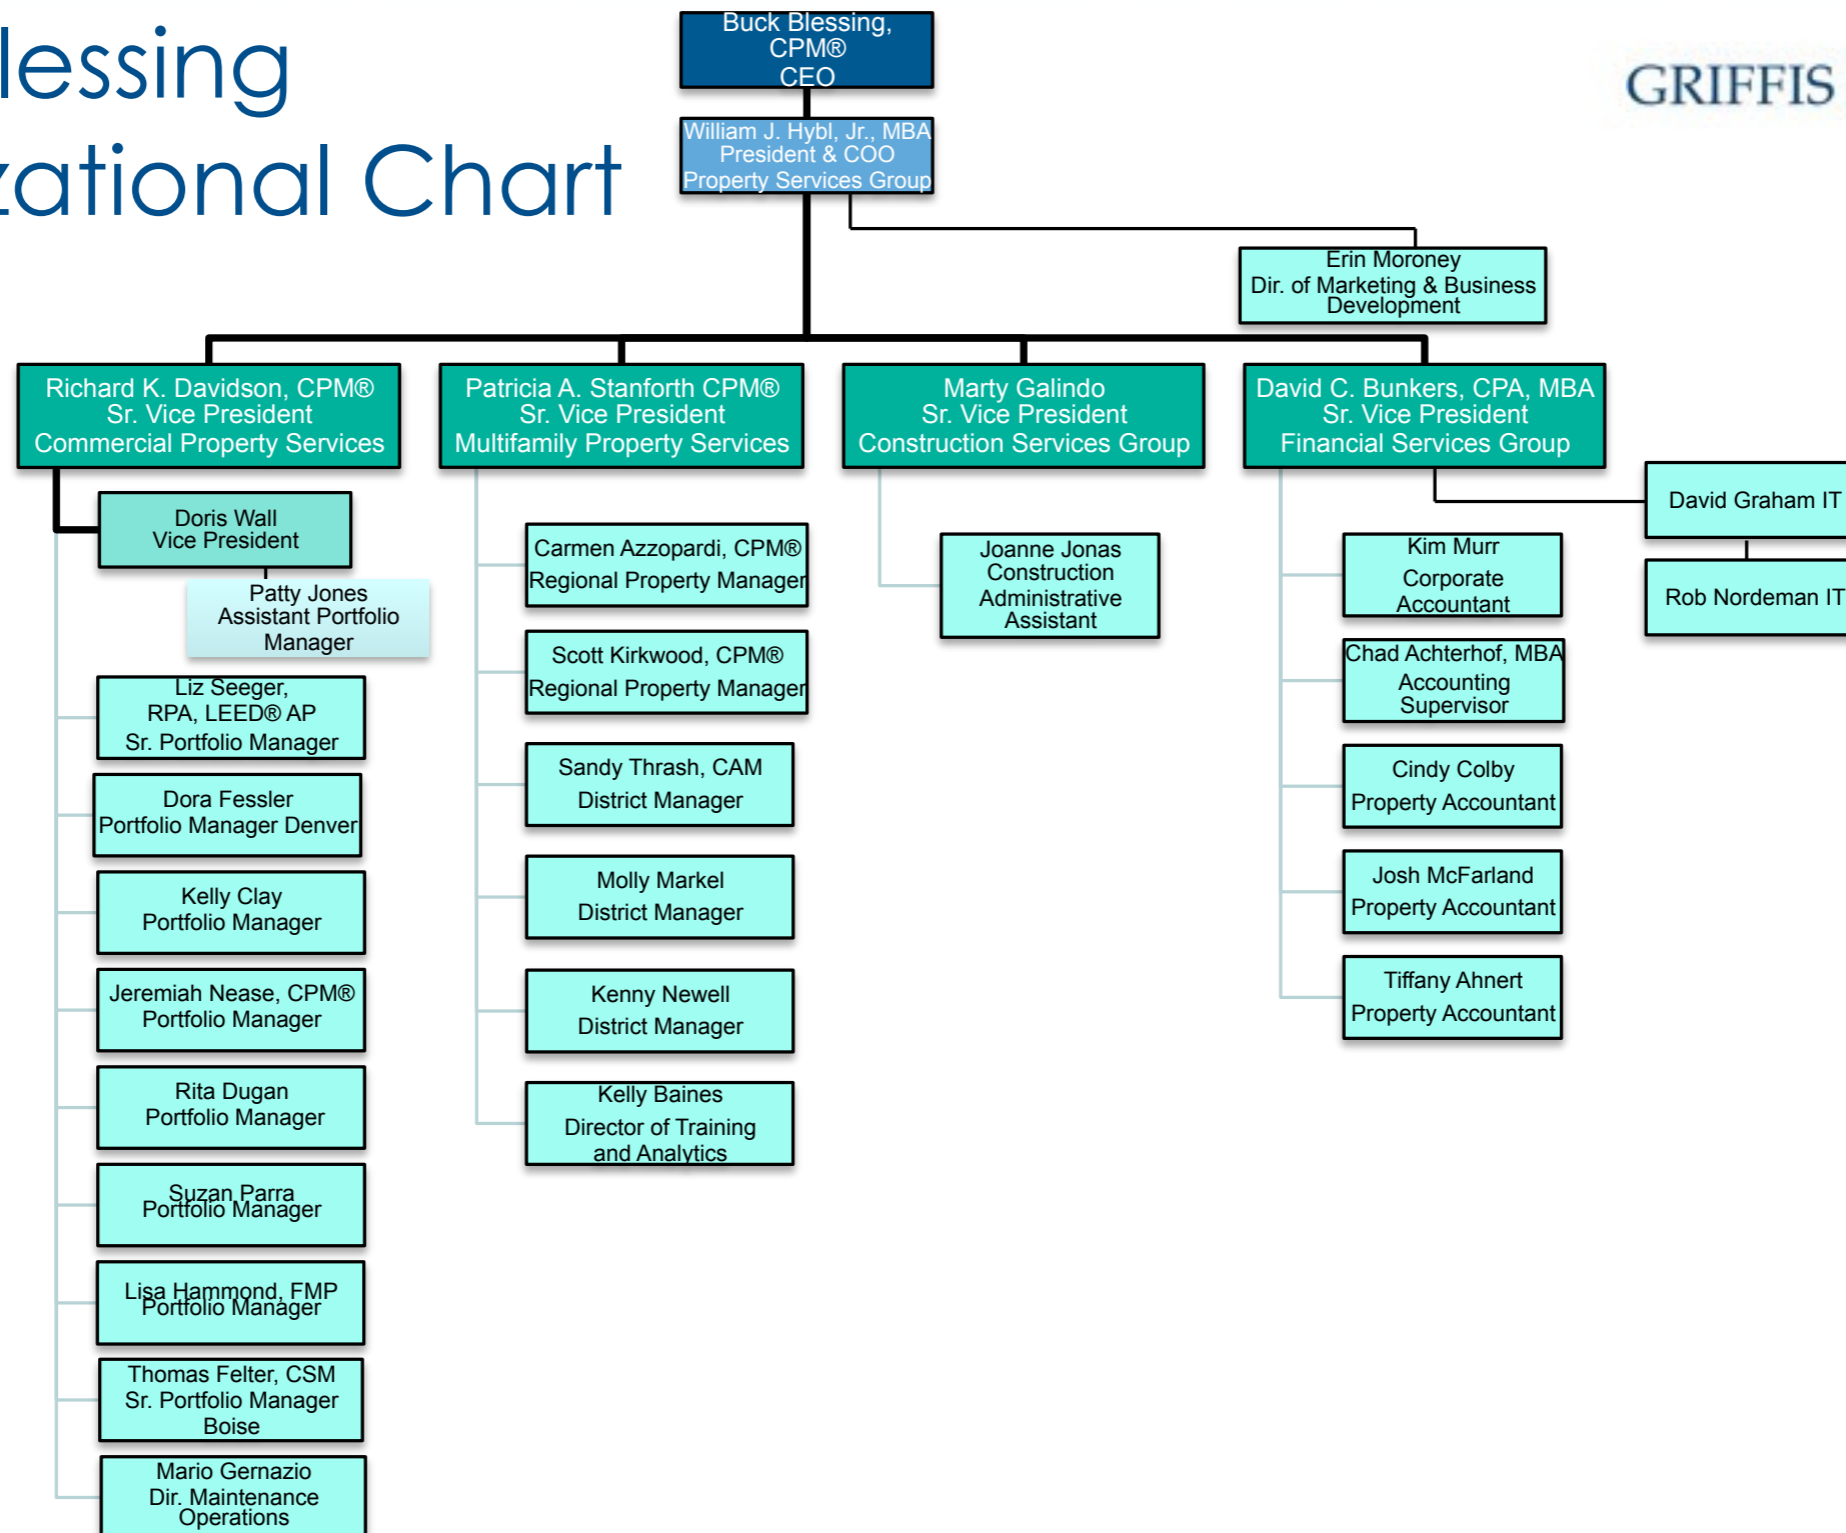 lessing
zational Chart
GRIFFIS
Buck Blessing,
CPM®
CEO
William J. Hybl, Jr., MBA
President & COO
Property Services Group
Erin Moroney
Dir. of Marketing & Business
Development
Richard K. Davidson, CPM®
Sr. Vice President
Commercial Property Services
Patricia A. Stanforth CPM®
Sr. Vice President
Multifamily Property Services
Marty Galindo
Sr. Vice President
Construction Services Group
David C. Bunkers, CPA, MBA
Sr. Vice President
Financial Services Group
Doris Wall
Vice President
Patty Jones
Assistant Portfolio
Manager
Liz Seeger,
RPA, LEED® AP
Sr. Portfolio Manager
Dora Fessler
Portfolio Manager Denver
Kelly Clay
Portfolio Manager
Jeremiah Nease, CPM®
Portfolio Manager
Rita Dugan
Portfolio Manager
Suzan Parra
Portfolio Manager
Lisa Hammond, FMP
Portfolio Manager
Thomas Felter, CSM
Sr. Portfolio Manager
Boise
Mario Gernazio
Dir. Maintenance
Operations
Carmen Azzopardi, CPM®
Regional Property Manager
Scott Kirkwood, CPM®
Regional Property Manager
Sandy Thrash, CAM
District Manager
Molly Markel
District Manager
Kenny Newell
District Manager
Kelly Baines
Director of Training
and Analytics
Joanne Jonas
Construction
Administrative
Assistant
Kim Murr
Corporate
Accountant
Chad Achterhof, MBA
Accounting
Supervisor
Cindy Colby
Property Accountant
Josh McFarland
Property Accountant
Tiffany Ahnert
Property Accountant
David Graham IT
Rob Nordeman IT